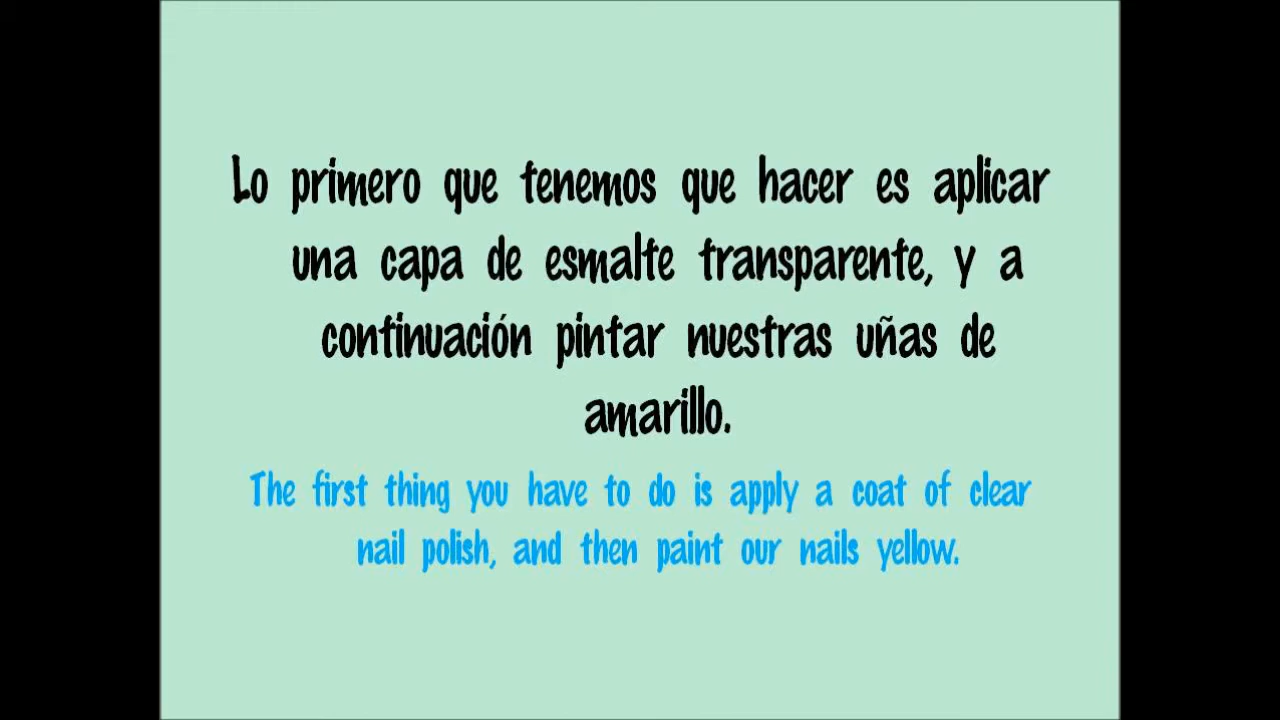 Lo primero que tenemos que hacer es aplicar
una capa de esmalte transparente, y a
continuación pintar nuestras uñas de
amarillo.
The first thing you have to do is apply a coat of clear
nail polish, and then paint our nails yellow.